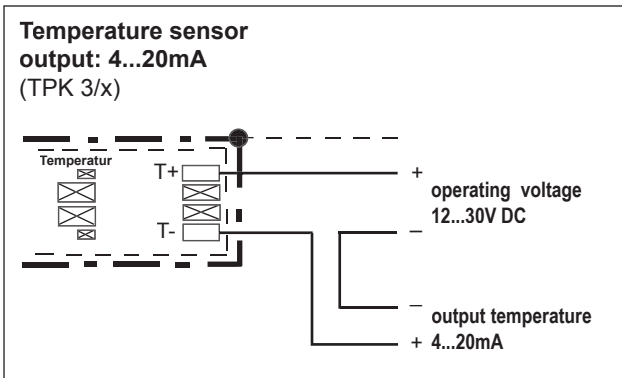 Temperature sensor
output: 4...20mA
(TPK 3/x)
Temperatur
T+
+
operating voltage
12...30V DC
T-
–
–
output temperature
+ 4...20mA